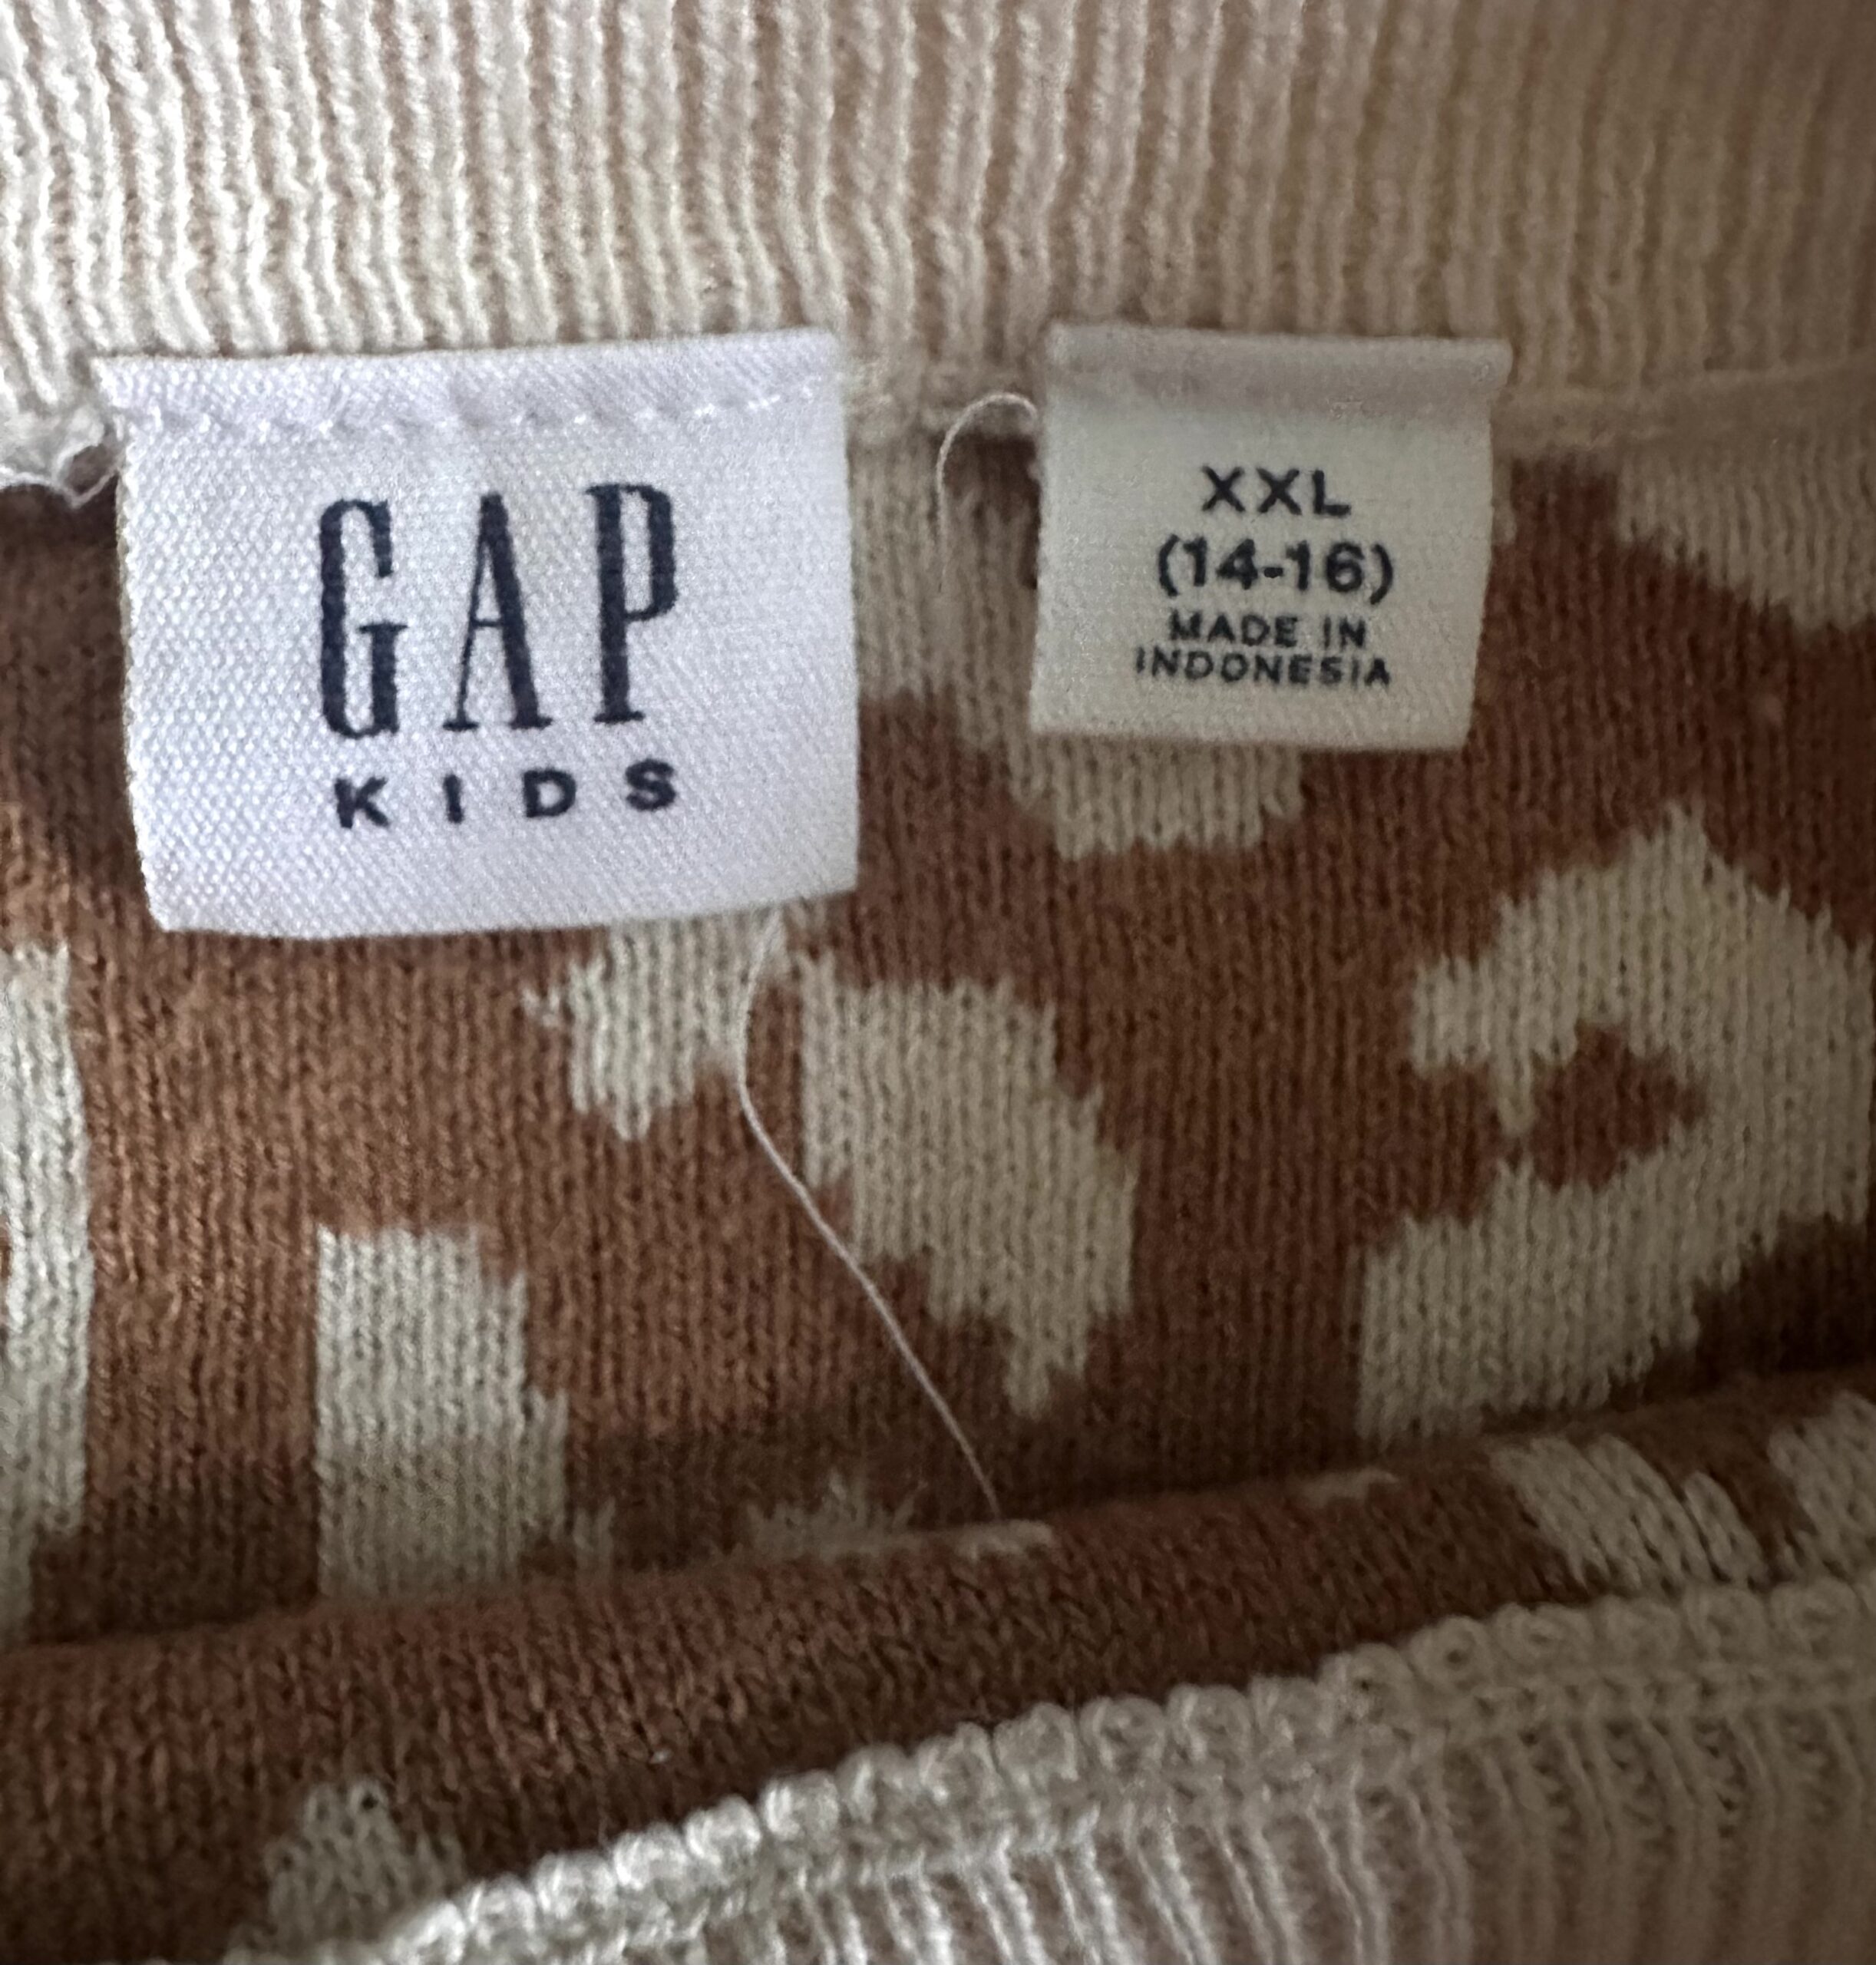 GAP
KIDS
XXL
(14-16)
MADE IN
INDONESIA